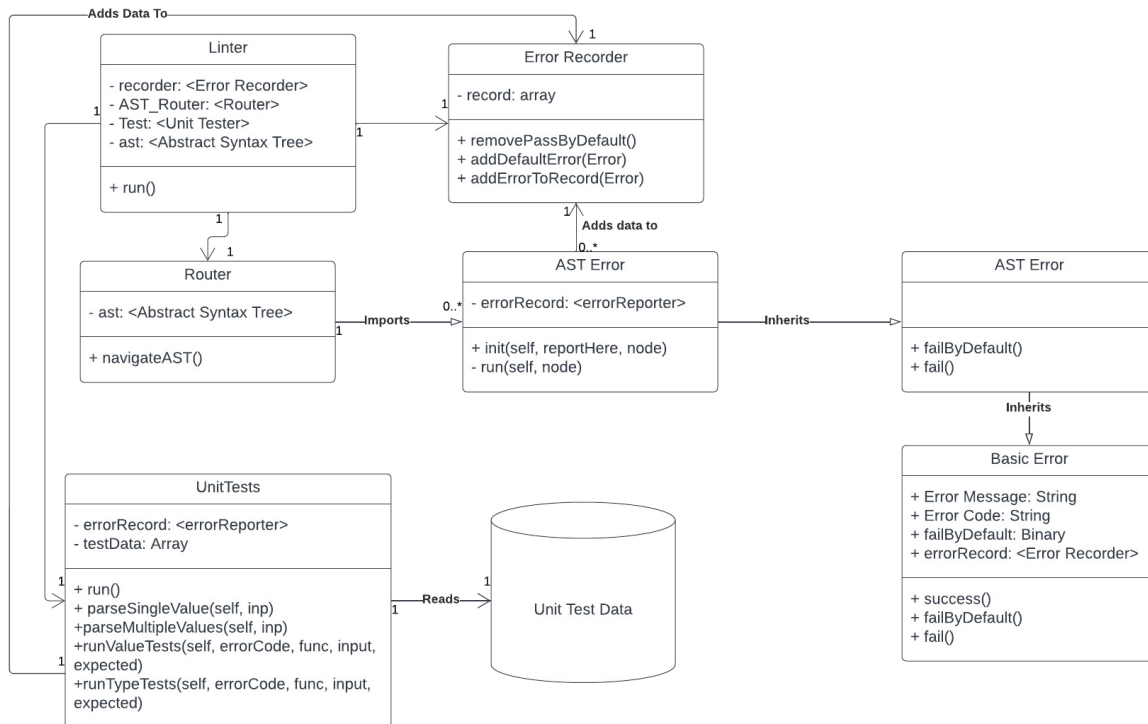 Adds Data To
1
Linter
- recorder: <Error Recorder>
- AST_Router: <Router>
- Test: <Unit Tester>
- ast: <Abstract Syntax Tree>
+ run()
1
1
1
Error Recorder
- record: array
+ removePassByDefault()
+ addDefaultError(Error)
+ addErrorToRecord(Error)
1
1
Adds data to
0..*
1
1
Router
- ast: <Abstract Syntax Tree>
+ navigateAST()
1
Imports
0..*
AST Error
- errorRecord: <errorReporter>
+ init(self, reportHere, node)
- run(self, node)
Inherits
AST Error
+ failByDefault()
+ fail()
Inherits
Basic Error
+ Error Message: String
+ Error Code: String
+ failByDefault: Binary
+ errorRecord: <Error Recorder>
+ success()
+ failByDefault()
+ fail()
UnitTests
- errorRecord: <errorReporter>
- testData: Array
1
+ run()
+ parseSingleValue(self, inp)
+parseMultipleValues(self, inp)
+runValueTests(self, errorCode, func, input,
expected)
+runTypeTests(self, errorCode, func, input,
expected)
1
1
Reads
1
Unit Test Data